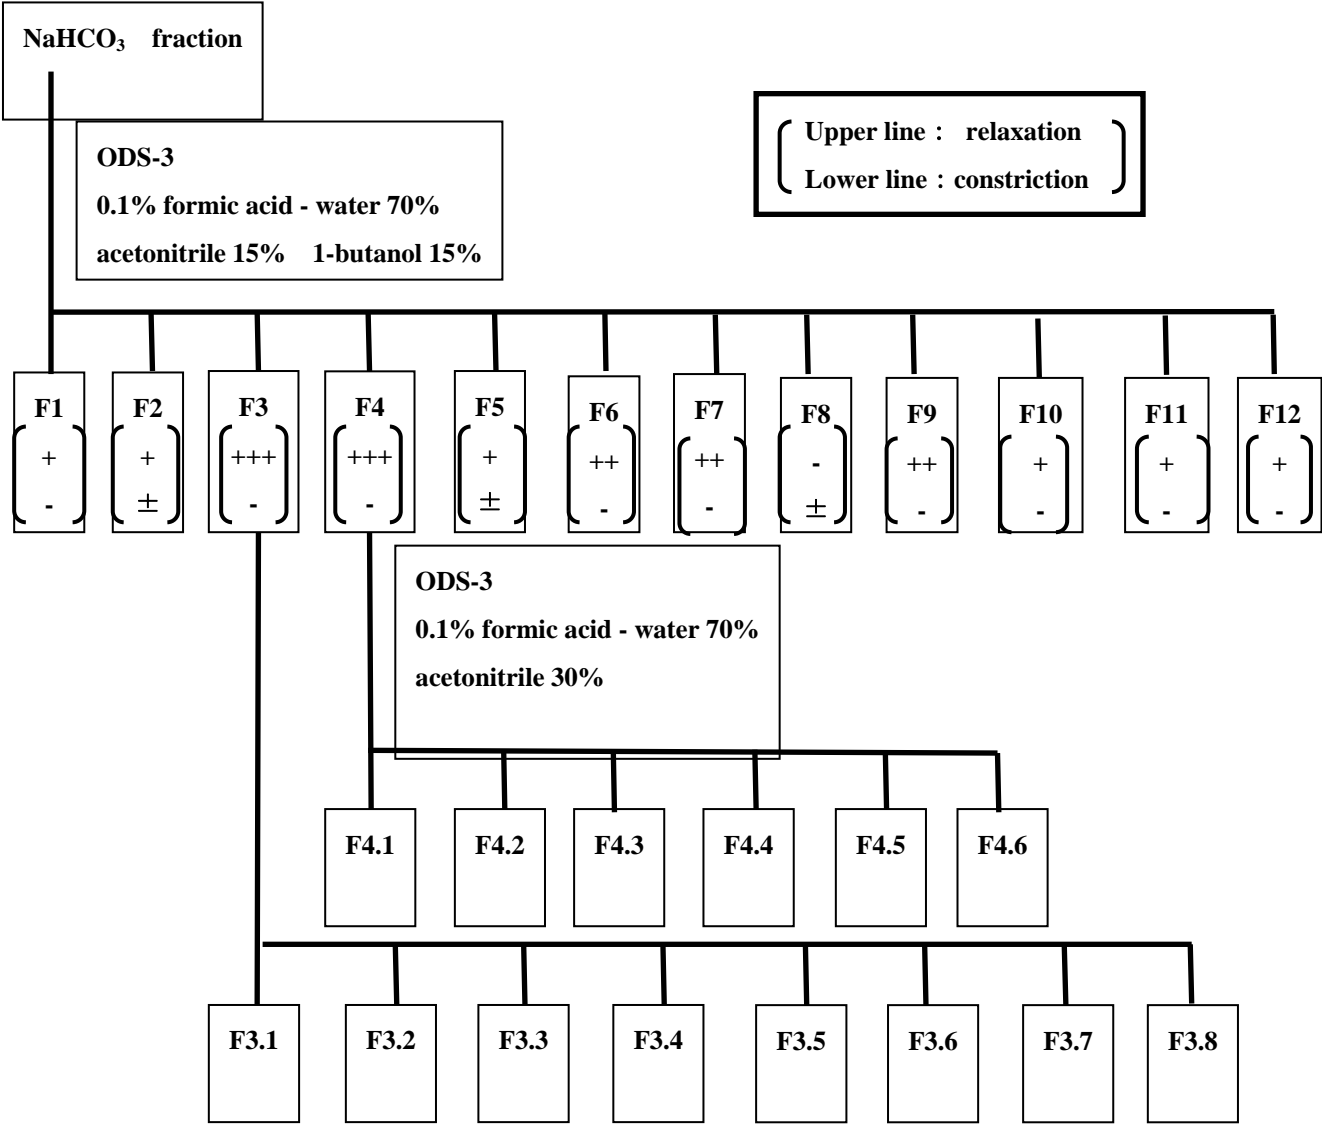 NaHCO₃ fraction
ODS-3
0.1% formic acid - water 70%
acetonitrile 15% 1-butanol 15%
Upper line : relaxation
Lower line : constriction
F1
+
-
F2
+
±
F3
+++
-
F4
+++
-
F5
+
±
F6
++
-
F7
++
-
F8
-
±
F9
++
-
F10
+
-
F11
+
-
F12
+
-
ODS-3
0.1% formic acid - water 70%
acetonitrile 30%
F4.1
F4.2
F4.3
F4.4
F4.5
F4.6
F3.1
F3.2
F3.3
F3.4
F3.5
F3.6
F3.7
F3.8